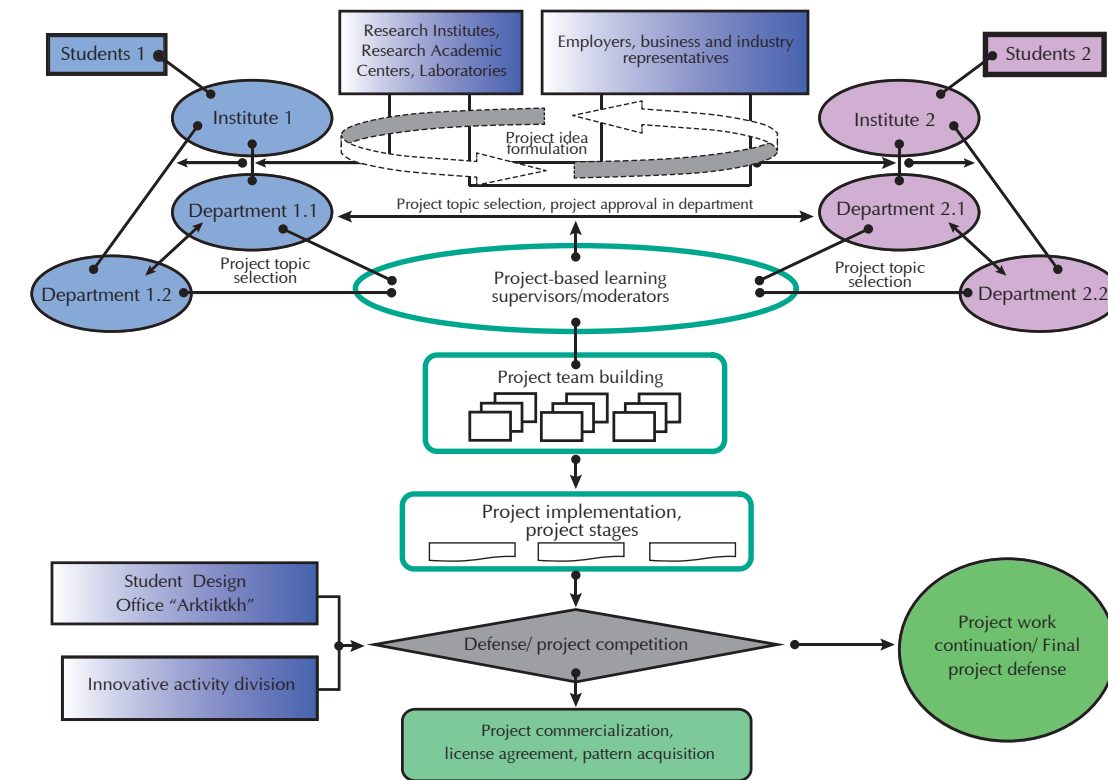 Research Institutes,
Research Academic
Centers, Laboratories
Employers, business and industry
representatives
Students 1
Students 2
Institute 1
Institute 2
Project idea
formulation
Department 1.1
Project topic selection, project approval in department
Department 2.1
Project topic
selection
Project topic
selection
Department 1.2
Project-based learning
supervisors/moderators
Department 2.2
Project team building
Project implementation,
project stages
Student Design
Office “Arktiktkh”
Innovative activity division
Defense/ project competition
Project work
continuation/ Final
project defense
Project commercialization,
license agreement, pattern acquisition